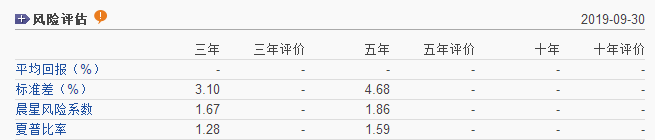 风险评估 2019-09-30
三年 三年评价 五年 五年评价 十年 十年评价
平均回报（%） - - - - - -
标准差（%） 3.10 - 4.68 - - -
晨星风险系数 1.67 - 1.86 - - -
夏普比率 1.28 - 1.59 - - -